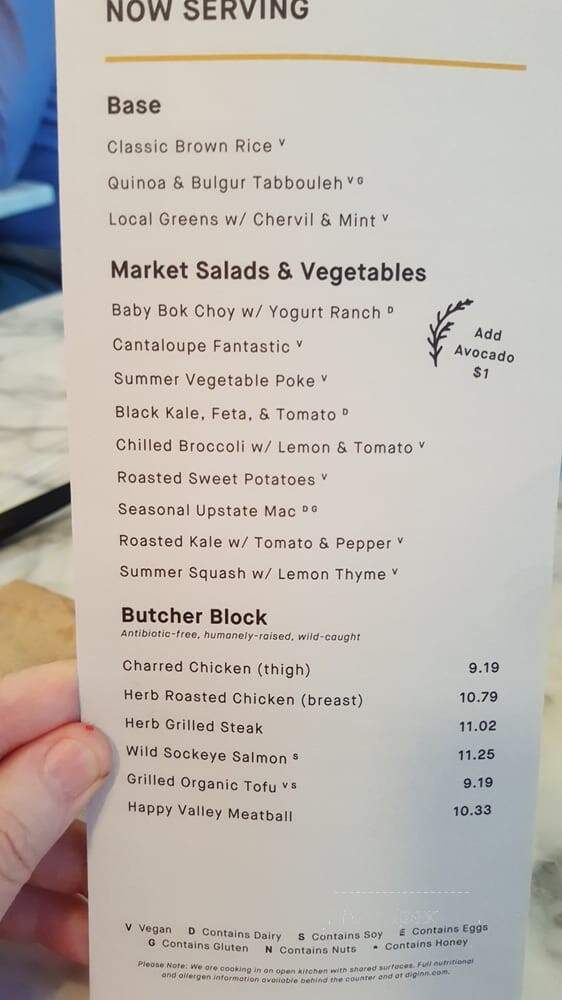 NOW SERVING
Base
Classic Brown Rice V
Quinoa & Bulgur Tabbouleh V G
Local Greens w/ Chervil & Mint V
Market Salads & Vegetables
Baby Bok Choy w/ Yogurt Ranch D
Cantaloupe Fantastic V
Summer Vegetable Poke V
Black Kale, Feta, & Tomato D
Chilled Broccoli w/ Lemon & Tomato V
Roasted Sweet Potatoes V
Seasonal Upstate Mac D G
Roasted Kale w/ Tomato & Pepper V
Summer Squash w/ Lemon Thyme V
Add
Avocado
$1
Butcher Block
Antibiotic-free, humanely-raised, wild-caught
Charred Chicken (thigh) 9.19
Herb Roasted Chicken (breast) 10.79
Herb Grilled Steak 11.02
Wild Sockeye Salmon S 11.25
Grilled Organic Tofu V S 9.19
Happy Valley Meatball 10.33
V Vegan D Contains Dairy S Contains Soy E Contains Eggs
G Contains Gluten N Contains Nuts * Contains Honey
Please Note: We are cooking in an open kitchen with shared surfaces. Full nutritional
and allergen information available behind the counter and at diginn.com.